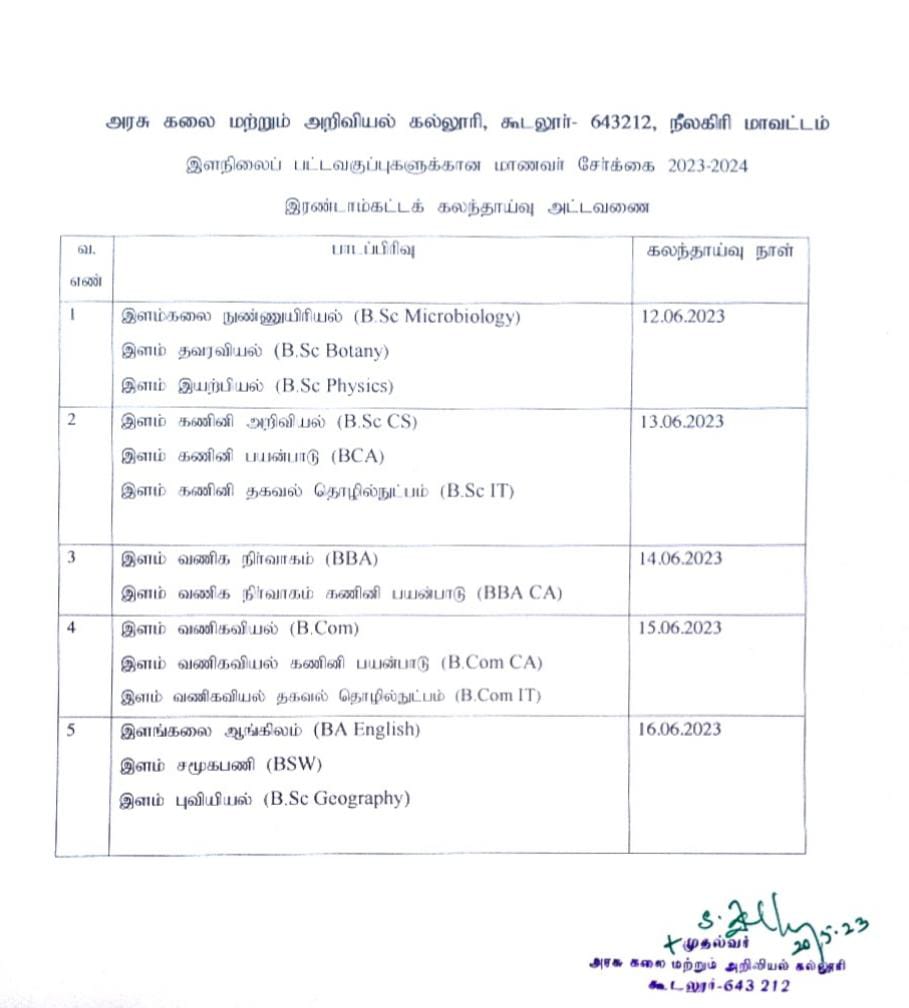 அரசு கலை மற்றும் அறிவியல் கல்லூரி, கூடலூர்- 643212, நீலகிரி மாவட்டம்
இளநிலைப் பட்டவகுப்புகளுக்கான மாணவர் சேர்க்கை 2023-2024
இரண்டாம்கட்டக் கலந்தாய்வு அட்டவணை
வ. எண் பாடப்பிரிவு கலந்தாய்வு நாள்
1 இளம்கலை நுண்ணுயிரியல் (B.Sc Microbiology) 12.06.2023
இளம் தவரவியல் (B.Sc Botany)
இளம் இயற்பியல் (B.Sc Physics)
2 இளம் கணினி அறிவியல் (B.Sc CS) 13.06.2023
இளம் கணினி பயன்பாடு (BCA)
இளம் கணினி தகவல் தொழில்நுட்பம் (B.Sc IT)
3 இளம் வணிக நிர்வாகம் (BBA) 14.06.2023
இளம் வணிக நிர்வாகம் கணினி பயன்பாடு (BBA CA)
4 இளம் வணிகவியல் (B.Com) 15.06.2023
இளம் வணிகவியல் கணினி பயன்பாடு (B.Com CA)
இளம் வணிகவியல் தகவல் தொழில்நுட்பம் (B.Com IT)
5 இளங்கலை ஆங்கிலம் (BA English) 16.06.2023
இளம் சமூகபணி (BSW)
இளம் புவியியல் (B.Sc Geography)
20/5.23
முதல்வர்
அரசு கலை மற்றும் அறிவியல் கல்லூரி
கூடலூர்-643 212